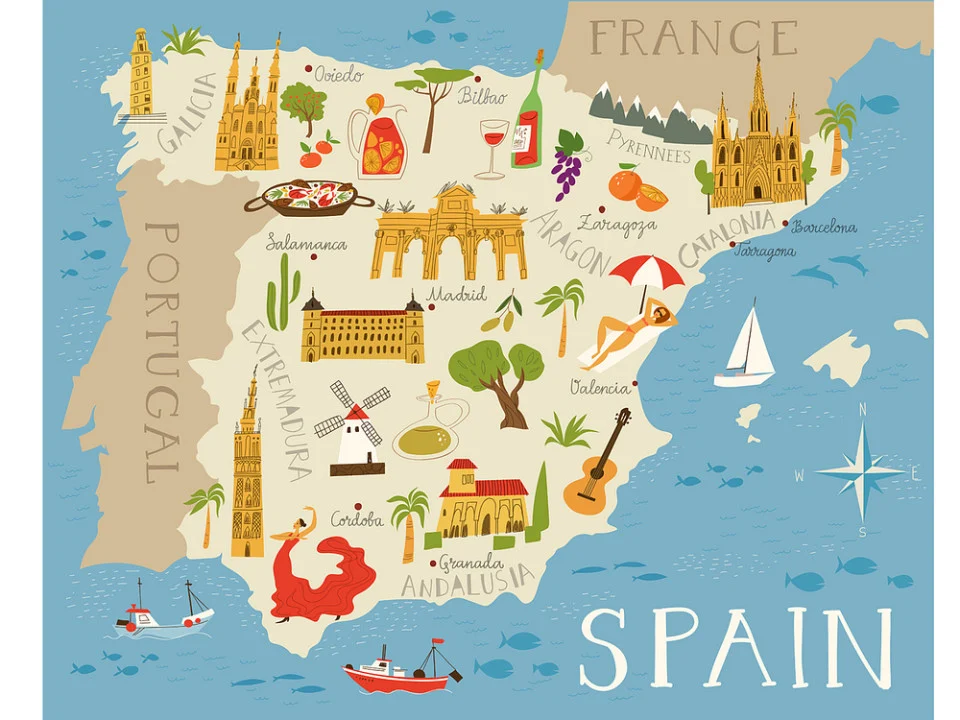 FRANCE
GALICIA
Oviedo
Bilbao
PYRENNEES
PORTUGAL
Salamanca
ARAGON
Zaragoza
CATALONIA
Barcelona
Tarragona
Madrid
EXTREMADURA
Valencia
N
W
E
S
Cordoba
Granada
ANDALUSIA
SPAIN